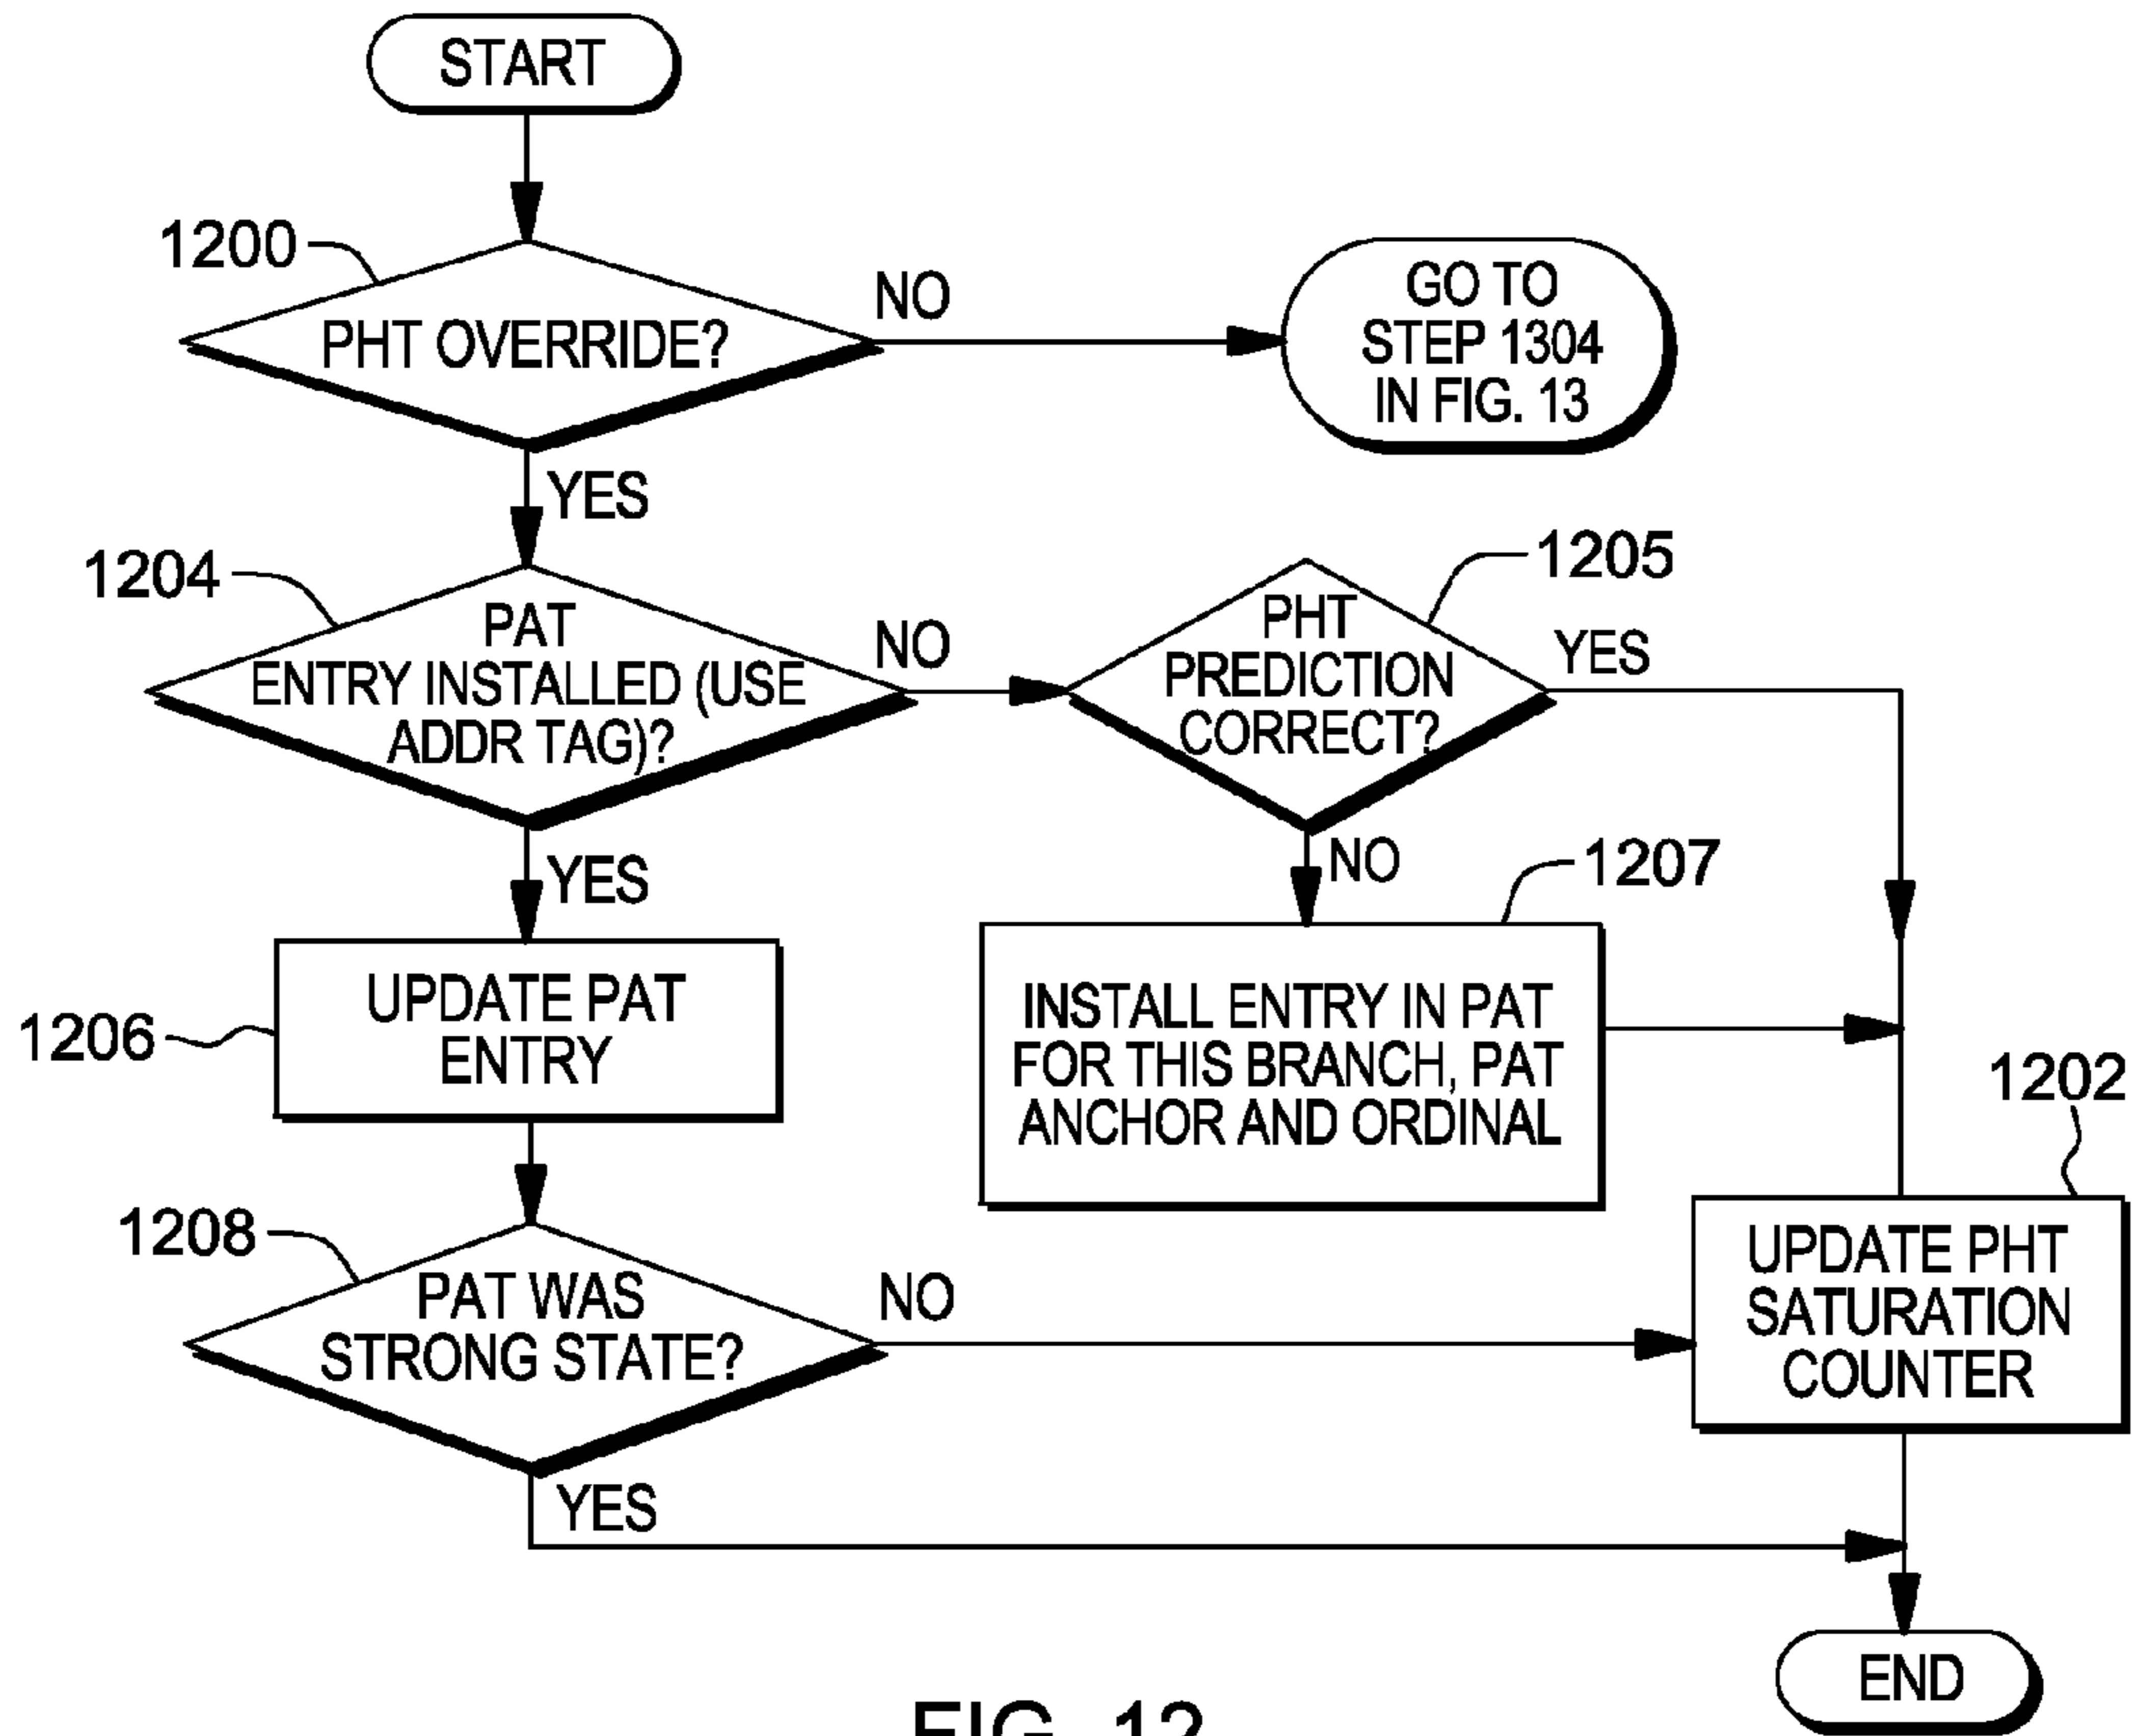 START
1200
PHT OVERRIDE?
NO
GO TO
STEP 1304
IN FIG. 13
YES
1204
PAT
ENTRY INSTALLED (USE
ADDR TAG)?
NO
1205
PHT
PREDICTION
CORRECT?
YES
YES
NO
1207
1206
UPDATE PAT
ENTRY
INSTALL ENTRY IN PAT
FOR THIS BRANCH, PAT
ANCHOR AND ORDINAL
1202
1208
PAT WAS
STRONG STATE?
NO
UPDATE PHT
SATURATION
COUNTER
YES
END
FIG. 12